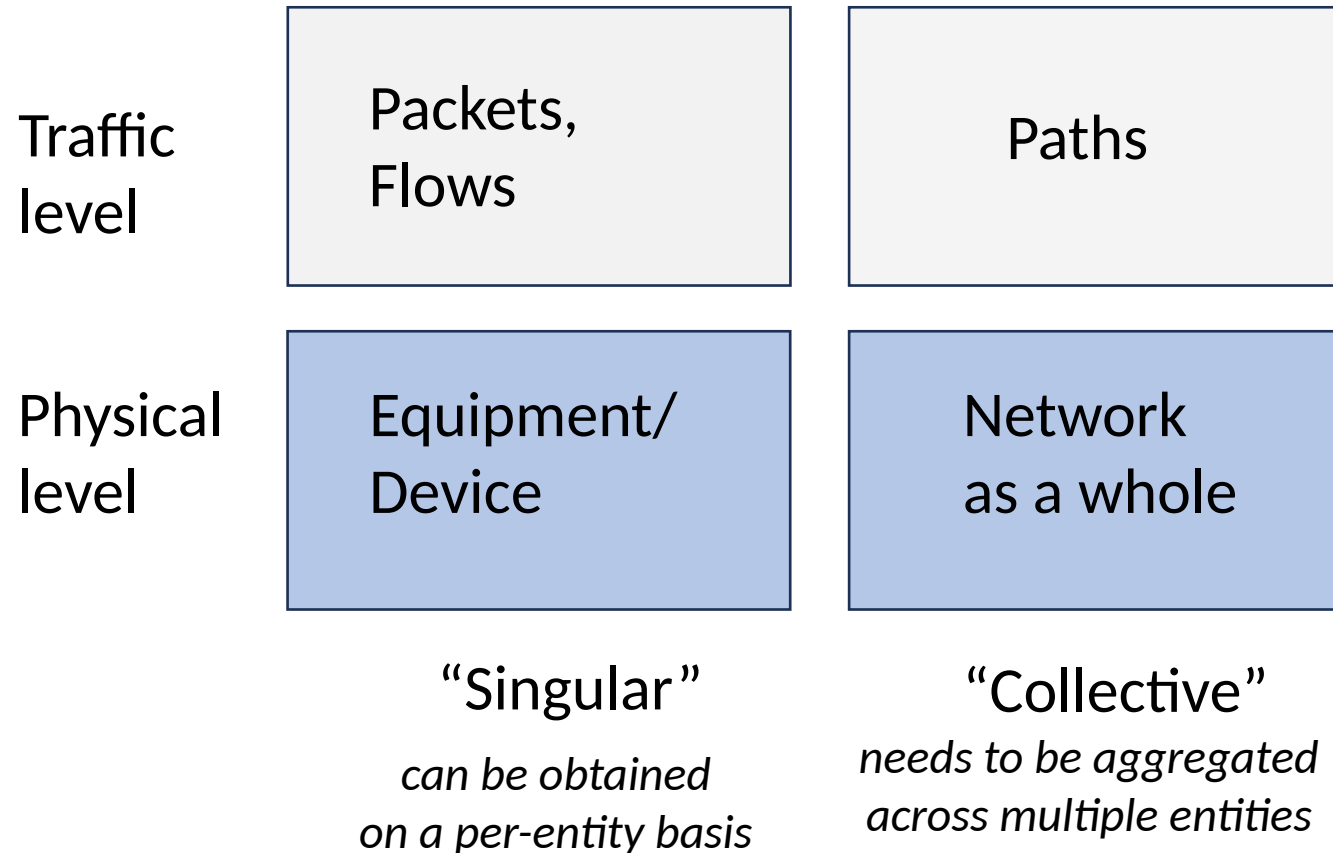 Traffic
level
Packets,
Flows
Paths
Physical
level
Equipment/
Device
Network
as a whole
“Singular”
can be obtained
on a per-entity basis
“Collective”
needs to be aggregated
across multiple entities